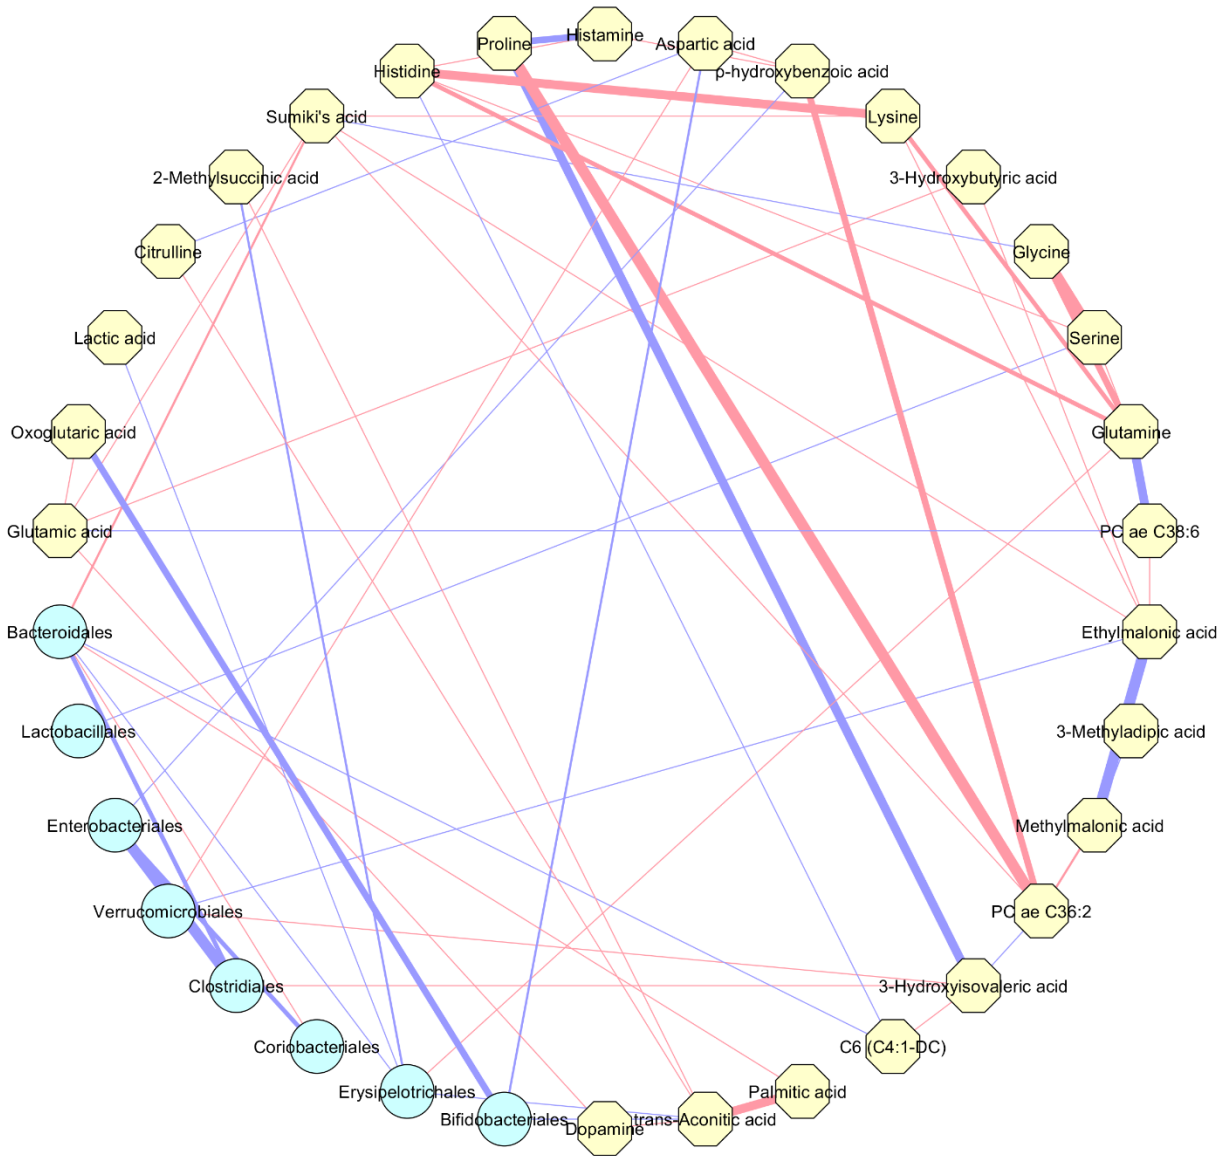 Histamine
Proline
Aspartic acid
Histidine
p-hydroxybenzoic acid
Sumiki's acid
Lysine
2-Methylsuccinic acid
3-Hydroxybutyric acid
Citrulline
Glycine
Lactic acid
Serine
Oxoglutaric acid
Glutamine
Glutamic acid
PC ae C38:6
Bacteroidales
Ethylmalonic acid
Lactobacillales
3-Methyladipic acid
Enterobacteriales
Methylmalonic acid
Verrucomicrobiales
PC ae C36:2
Clostridiales
3-Hydroxyisovaleric acid
Coriobacteriales
C6 (C4:1-DC)
Erysipelotrichales
Palmitic acid
Bifidobacteriales
trans-Aconitic acid
Dopamine